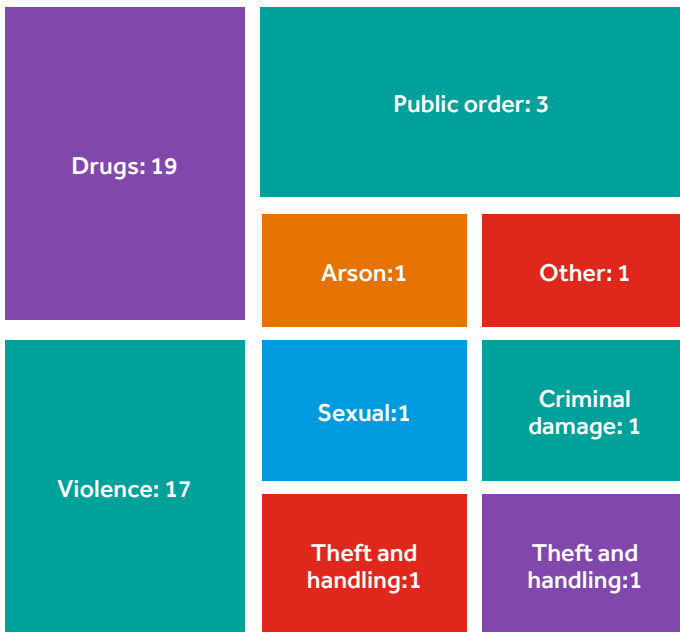 Drugs: 19
Public order: 3
Arson:1
Other: 1
Sexual:1
Criminal
damage: 1
Violence: 17
Theft and
handling:1
Theft and
handling:1